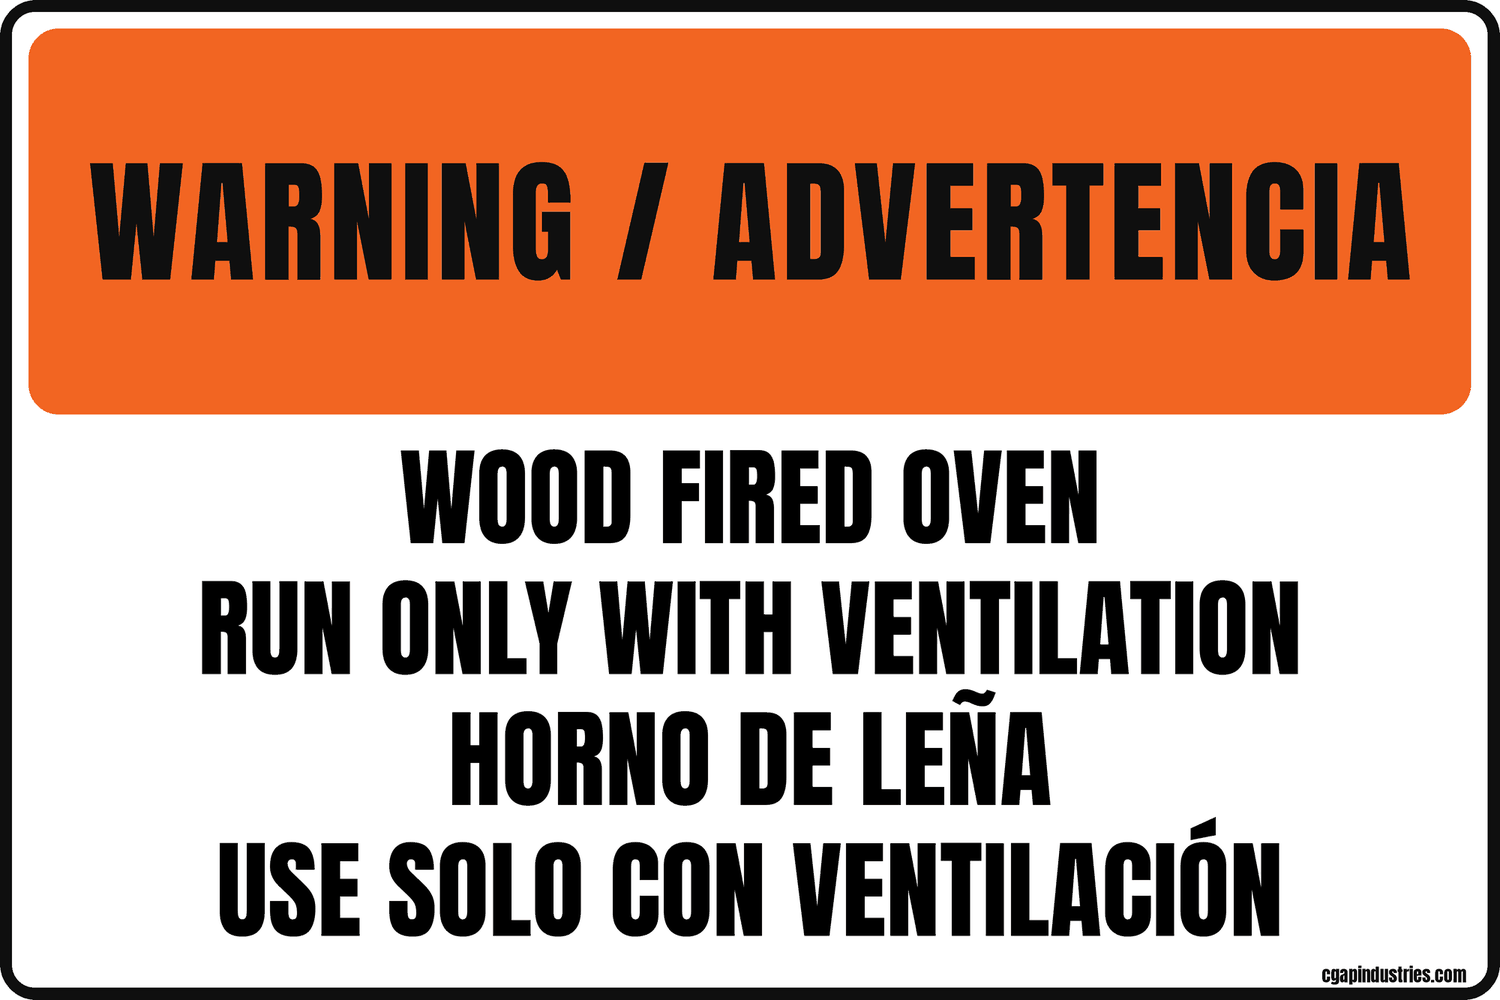 WARNING / ADVERTENCIA
WOOD FIRED OVEN
RUN ONLY WITH VENTILATION
HORNO DE LEÑA
USE SOLO CON VENTILACIÓN
cgapindustries.com